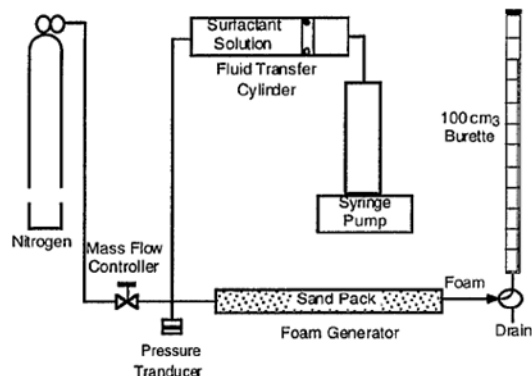 Surfactant
Solution
Fluid Transfer
Cylinder
100 cm3
Burette
Syringe
Pump
Nitrogen
Mass Flow
Controller
Foam
Sand Pack
Foam Generator
Drain
Pressure
Tranducer